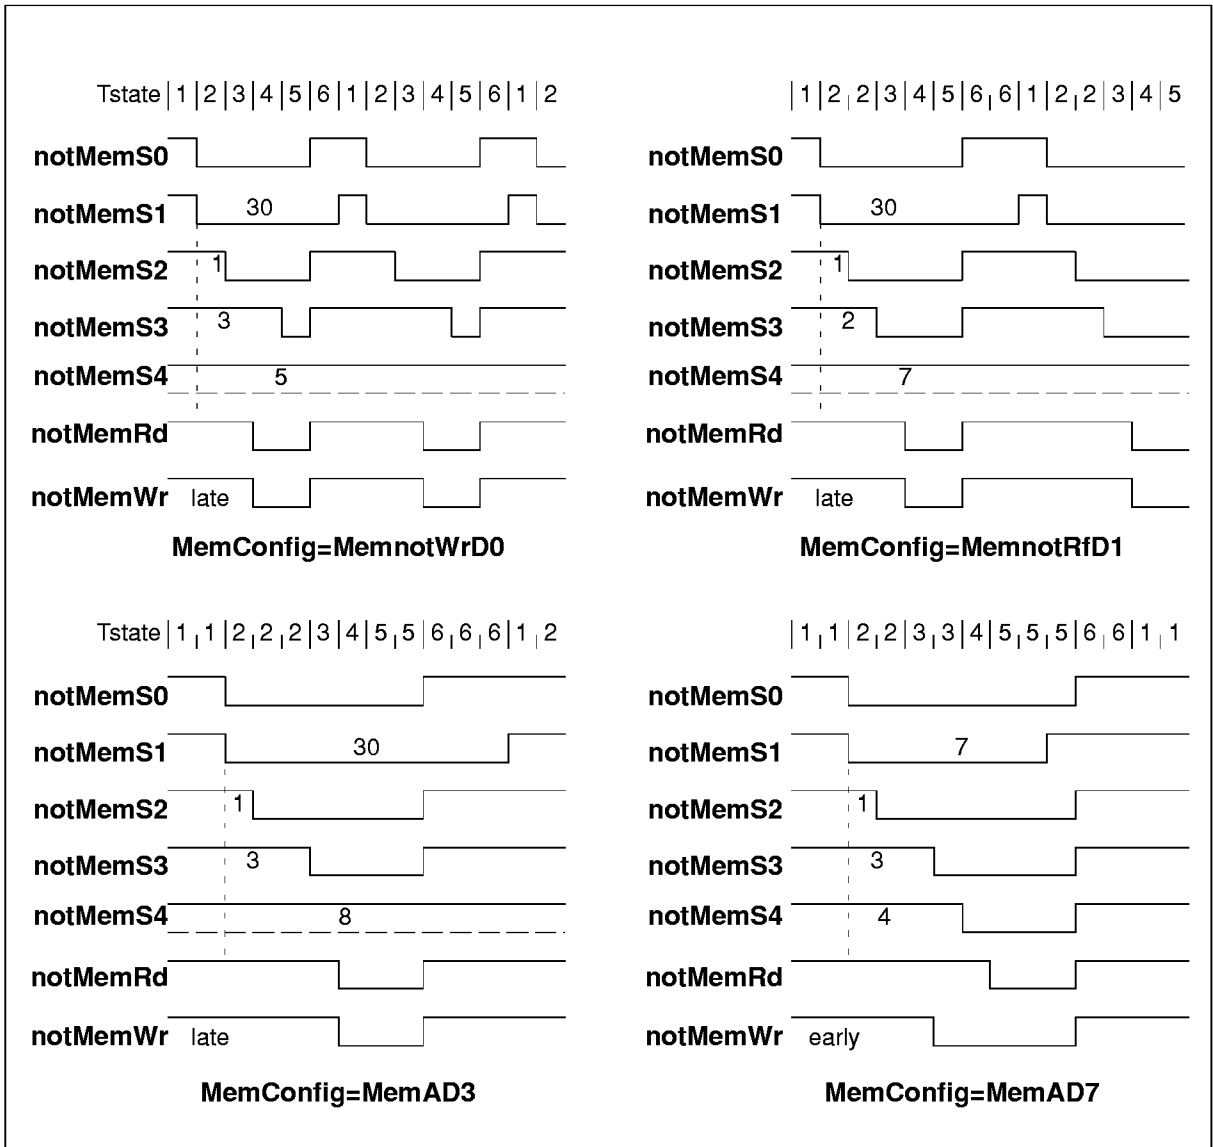 Tstate |1|2|3|4|5|6|1|2|3|4|5|6|1|2
notMemS0
notMemS1 30
notMemS2 1
notMemS3 3
notMemS4 5
notMemRd
notMemWr late
MemConfig=MemnotWrD0
|1|2|2|3|4|5|6|6|1|2|2|3|4|5
notMemS0
notMemS1 30
notMemS2 1
notMemS3 2
notMemS4 7
notMemRd
notMemWr late
MemConfig=MemnotRfD1
Tstate |1|1|2|2|2|3|4|5|5|6|6|6|1|2
notMemS0
notMemS1 30
notMemS2 1
notMemS3 3
notMemS4 8
notMemRd
notMemWr late
MemConfig=MemAD3
|1|1|2|2|3|3|4|5|5|5|6|6|1|1
notMemS0
notMemS1 7
notMemS2 1
notMemS3 3
notMemS4 4
notMemRd
notMemWr early
MemConfig=MemAD7